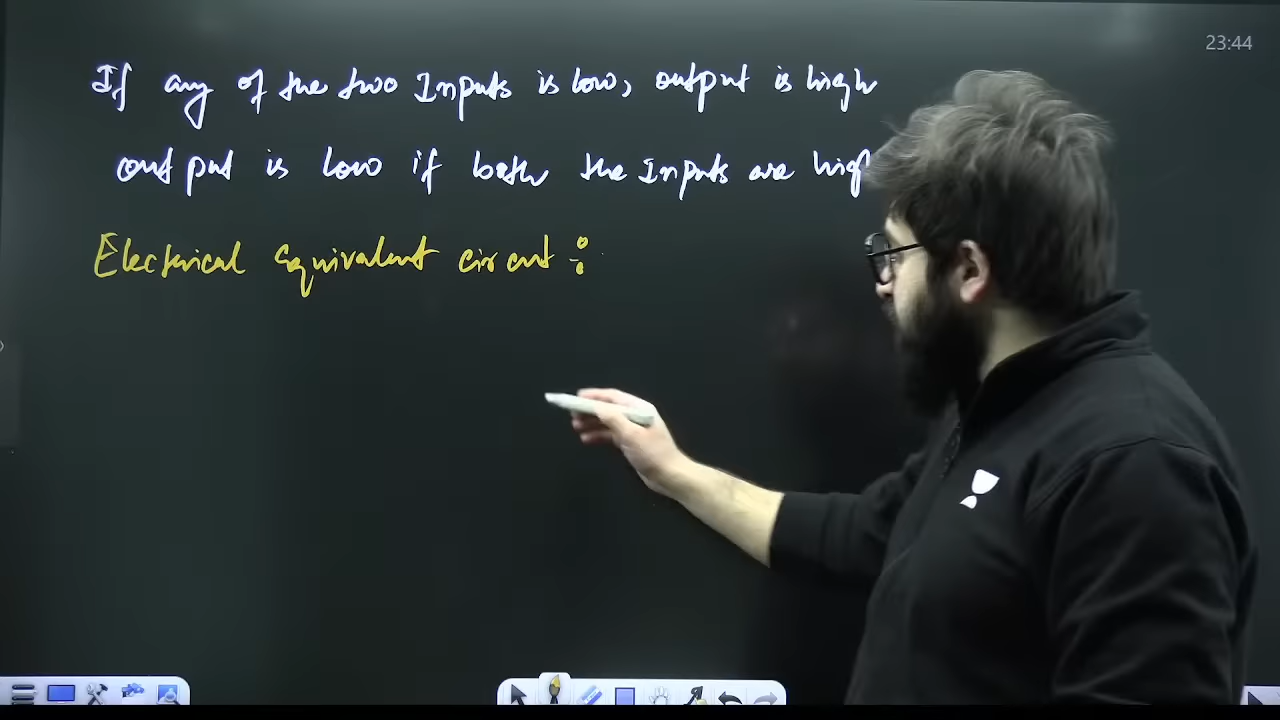 23:44
If any of the two Inputs is low, output is high
output is low if both the Inputs are hig
Electrical equivalent circuit :